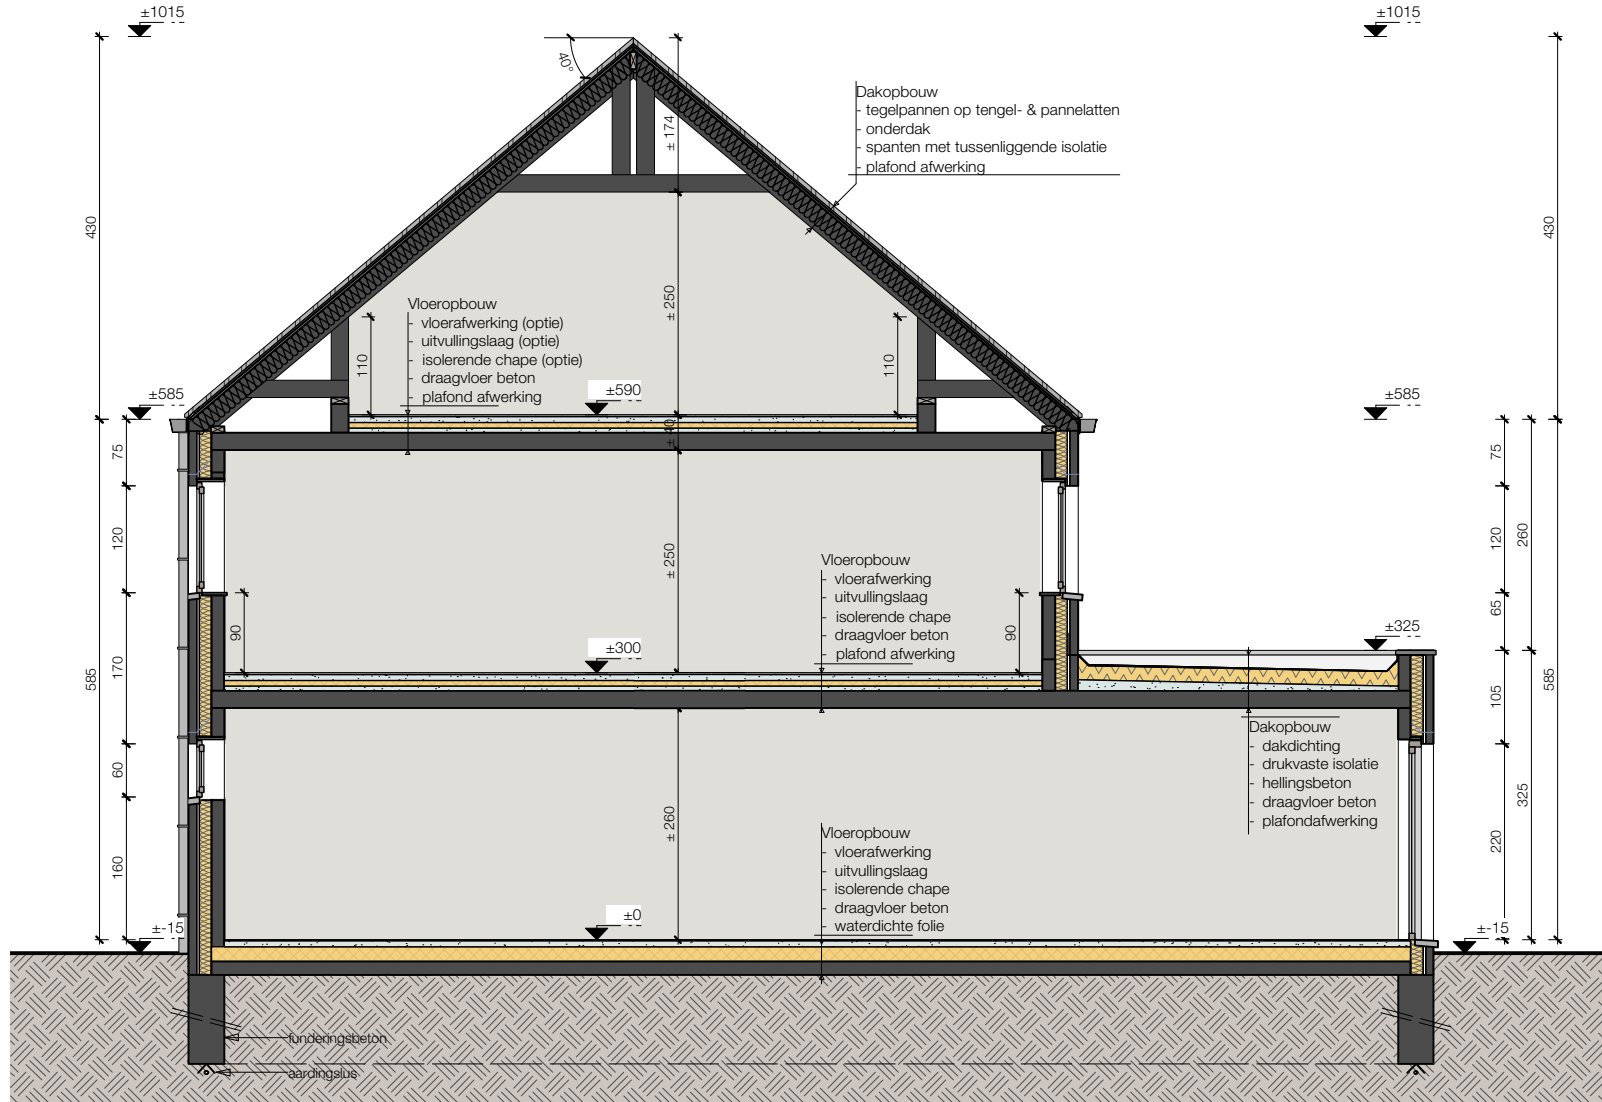 ±1015
±1015
40°
± 174
Dakopbouw
- tegelpannen op tengel- & pannelatten
- onderdak
- spanten met tussenliggende isolatie
- plafond afwerking
430
430
± 250
Vloeropbouw
- vloerafwerking (optie)
- uitvullingslaag (optie)
- isolerende chape (optie)
- draagvloer beton
- plafond afwerking
110
110
±590
±585
±585
± 40
75
75
120
120
260
± 250
Vloeropbouw
- vloerafwerking
- uitvullingslaag
- isolerende chape
- draagvloer beton
- plafond afwerking
90
90
65
±300
±325
585
170
105
585
Dakopbouw
- dakdichting
- drukvaste isolatie
- hellingsbeton
- draagvloer beton
- plafondafwerking
60
325
± 260
220
160
Vloeropbouw
- vloerafwerking
- uitvullingslaag
- isolerende chape
- draagvloer beton
- waterdichte folie
±0
±-15
±-15
funderingsbeton
aardingslus